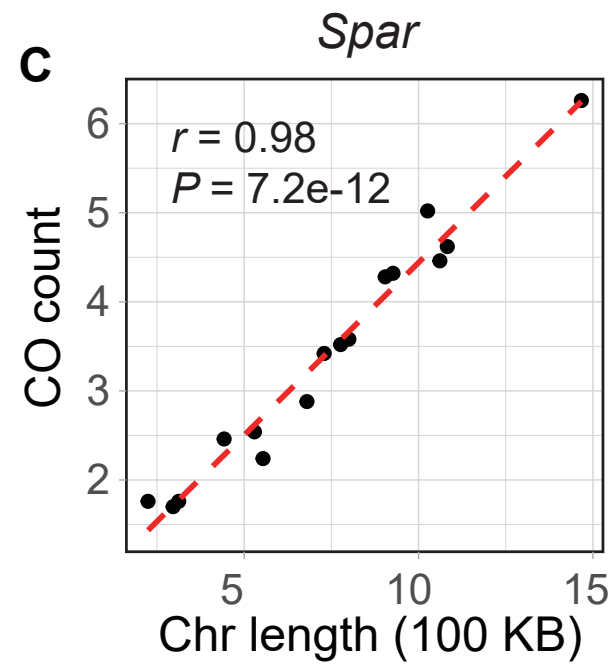 Spar
C
r = 0.98
P = 7.2e-12
CO count
6
5
4
3
2
5 10 15
Chr length (100 KB)